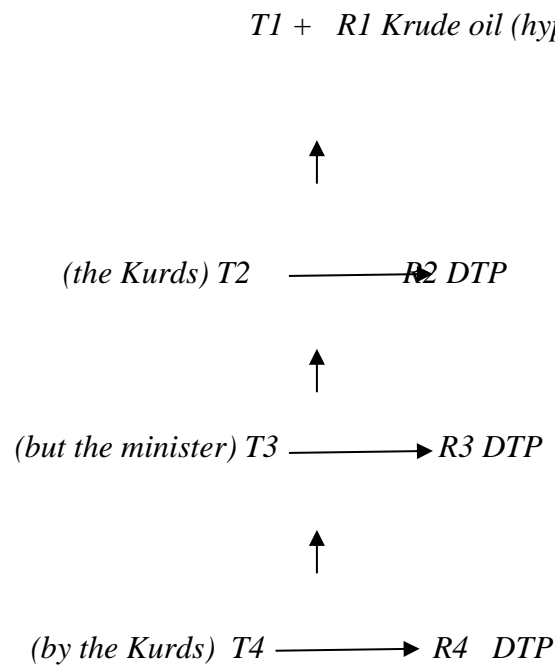 T1 + R1 Krude oil (hyp
(the Kurds) T2 R2 DTP
(but the minister) T3 R3 DTP
(by the Kurds) T4 R4 DTP